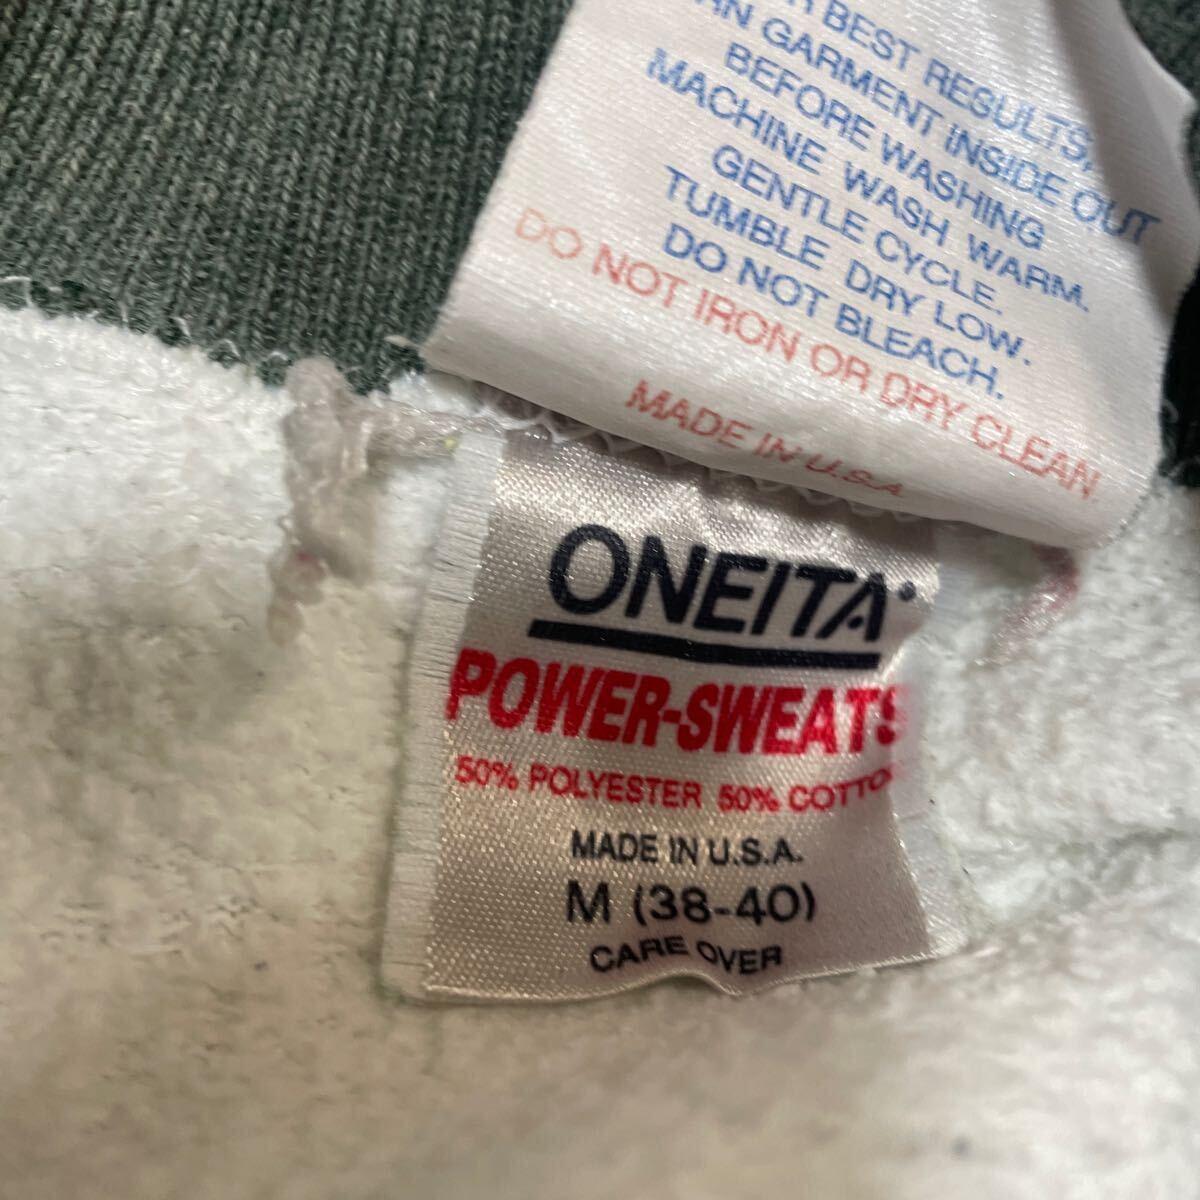 BEST RESULTS,
GARMENT INSIDE OUT
BEFORE WASHING
MACHINE WASH WARM.
GENTLE CYCLE.
TUMBLE DRY LOW.
DO NOT BLEACH.
DO NOT IRON OR DRY CLEAN
MADE IN U.S.A.
ONEITA
POWER-SWEATS
50% POLYESTER 50% COTTO
MADE IN U.S.A.
M (38-40)
CARE OVER